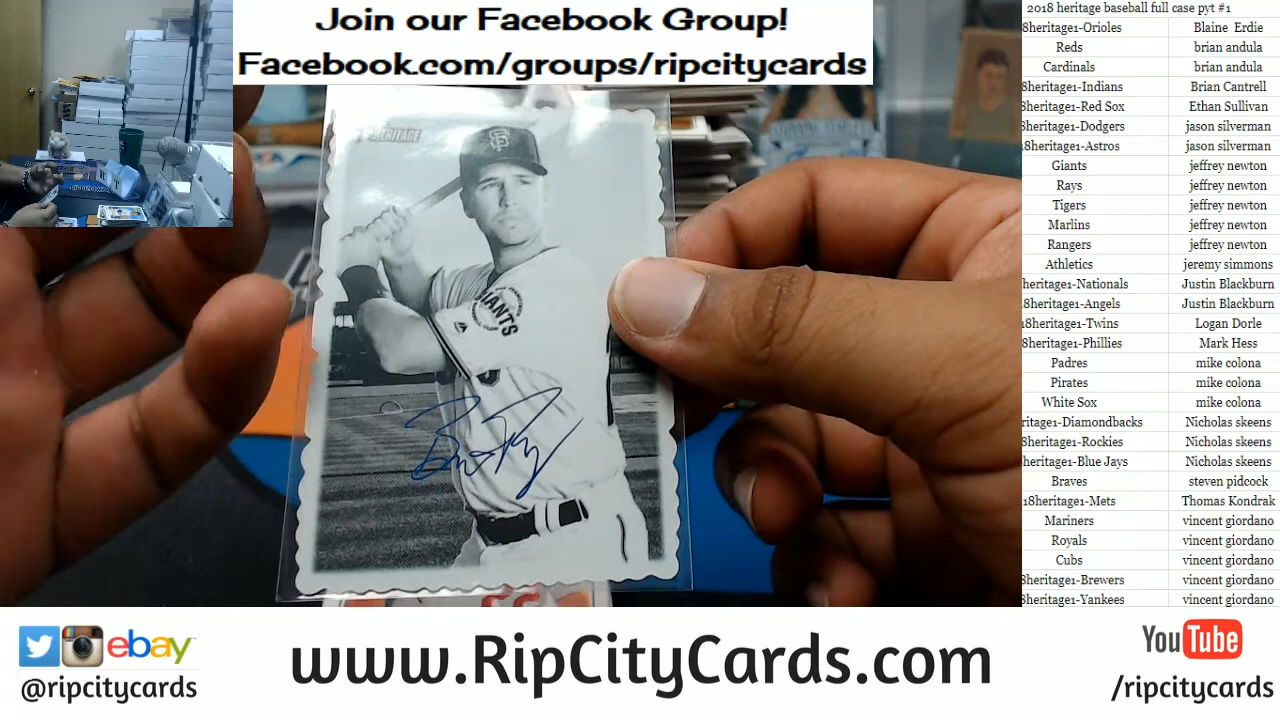 Join our Facebook Group!
Facebook.com/groups/ripcitycards
2018 heritage baseball full case pyt #1
8heritage1-Orioles Blaine Erdie
Reds brian andula
Cardinals brian andula
8heritage1-Indians Brian Cantrell
8heritage1-Red Sox Ethan Sullivan
8heritage1-Dodgers jason silverman
8heritage1-Astros jason silverman
Giants jeffrey newton
Rays jeffrey newton
Tigers jeffrey newton
Marlins jeffrey newton
Rangers jeffrey newton
Athletics jeremy simmons
heritage1-Nationals Justin Blackburn
8heritage1-Angels Justin Blackburn
18heritage1-Twins Logan Dorle
8heritage1-Phillies Mark Hess
Padres mike colona
Pirates mike colona
White Sox mike colona
ritage1-Diamondbacks Nicholas skeens
8heritage1-Rockies Nicholas skeens
heritage1-Blue Jays Nicholas skeens
Braves steven pidcock
18heritage1-Mets Thomas Kondrak
Mariners vincent giordano
Royals vincent giordano
Cubs vincent giordano
8heritage1-Brewers vincent giordano
8heritage1-Yankees vincent giordano
HERITAGE
SF
GIANTS
ebay
@ripcitycards
www.RipCityCards.com
YouTube
/ripcitycards